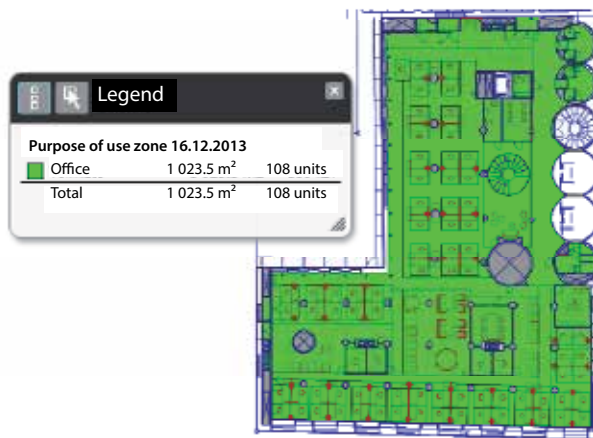 Legend
Purpose of use zone 16.12.2013
Office 1 023.5 m² 108 units
Total 1 023.5 m² 108 units